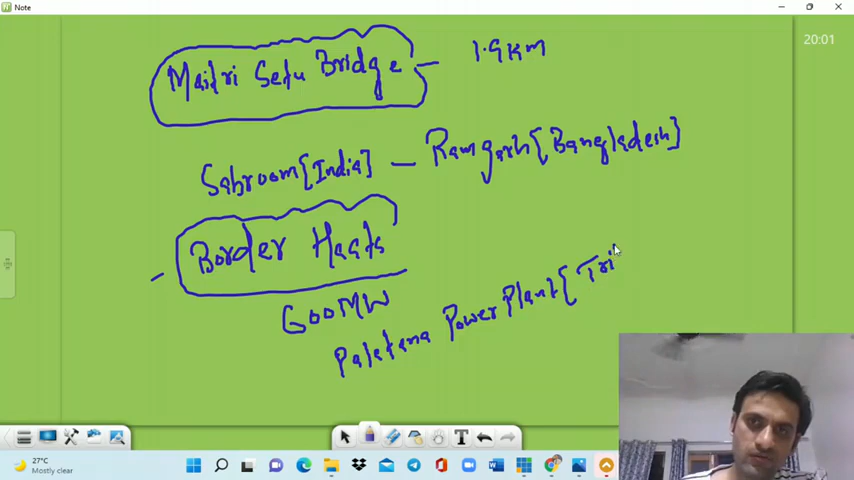 Note
20:01
Maitri Setu Bridge - 1.9km
Sabroom [India] - Ramgarh [Bangladesh]
- Border Haats
600MW
Palatana Power Plant [Tri
27°C
Mostly clear